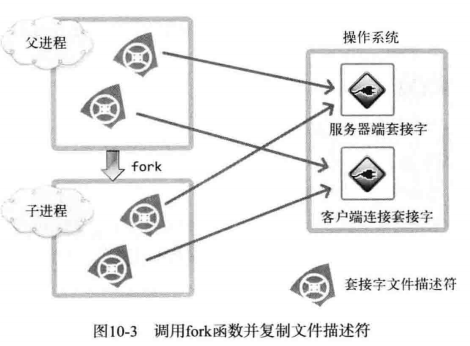 父进程
操作系统
服务器端套接字
fork
子进程
客户端连接套接字
套接字文件描述符
图10-3 调用fork函数并复制文件描述符